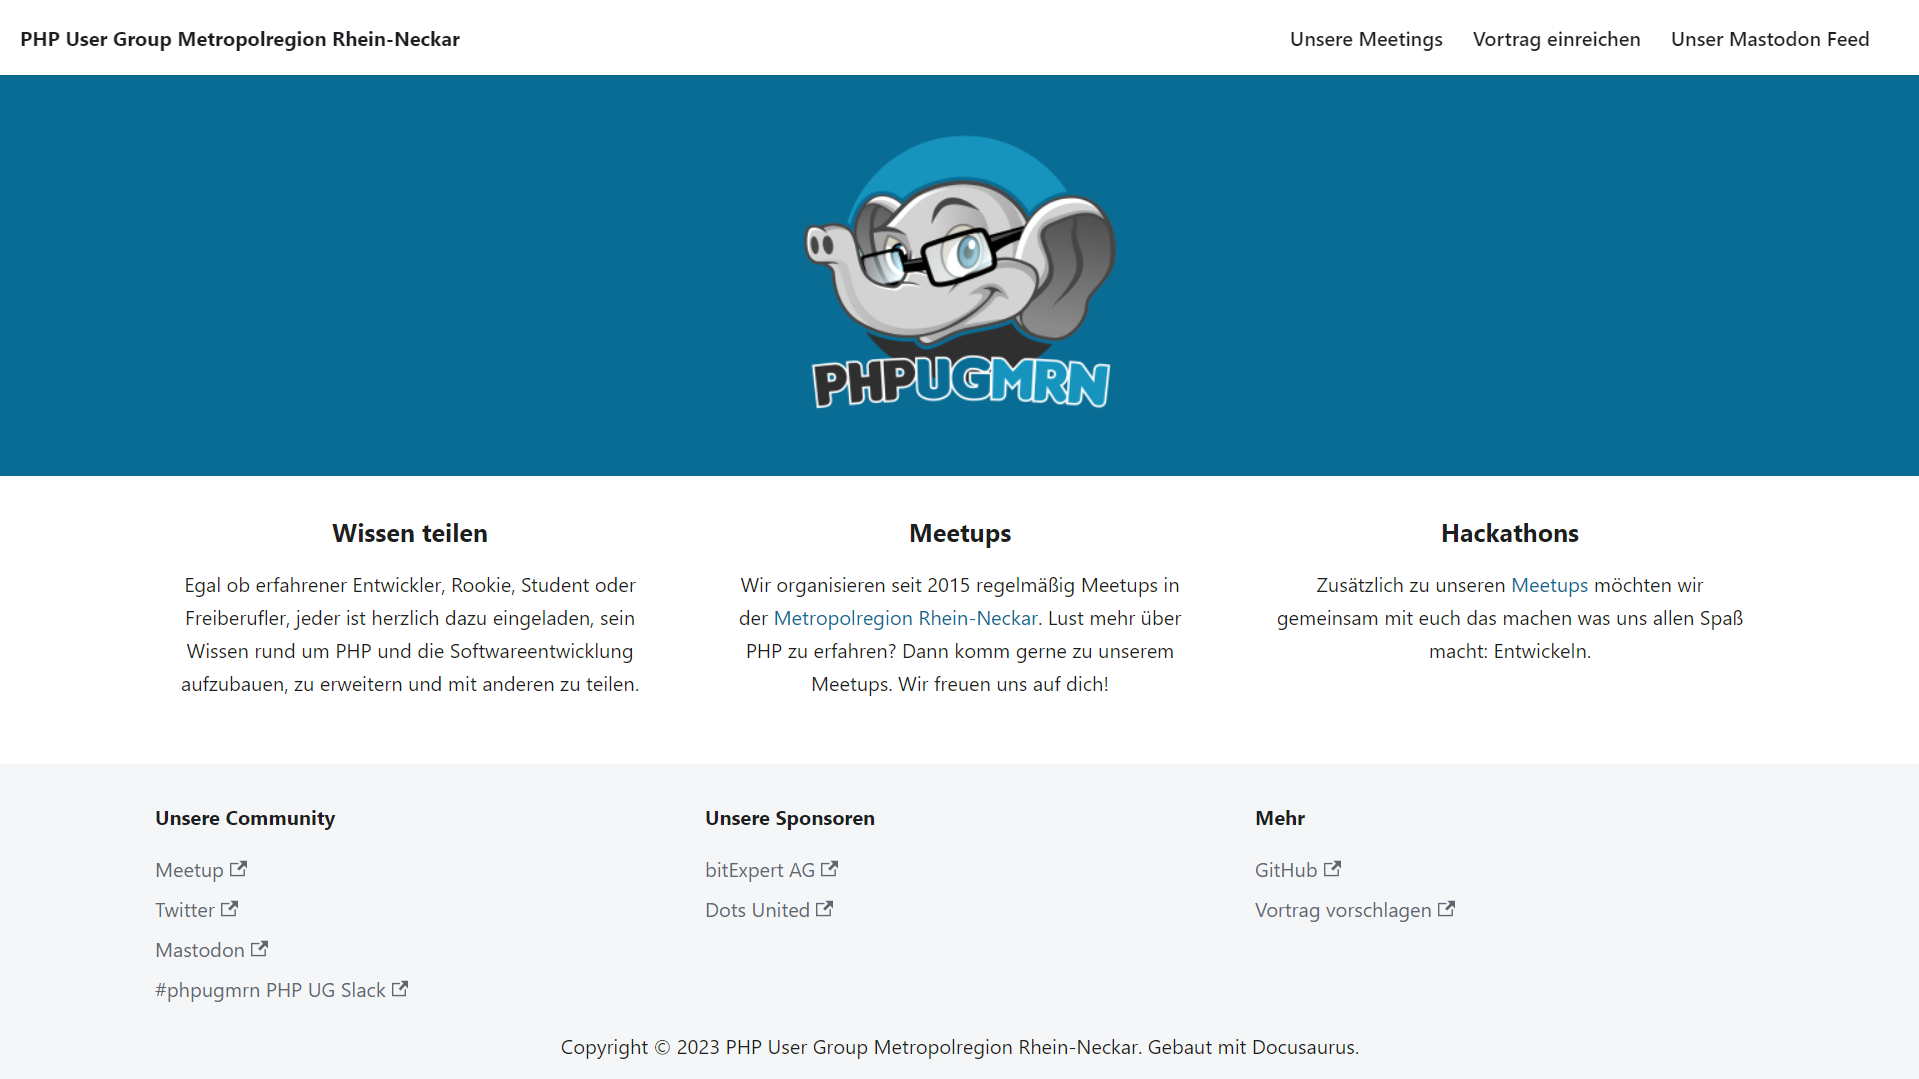 PHP User Group Metropolregion Rhein-Neckar
Unsere Meetings
Vortrag einreichen
Unser Mastodon Feed
PHPUGMRN
Wissen teilen
Egal ob erfahrener Entwickler, Rookie, Student oder
Freiberufler, jeder ist herzlich dazu eingeladen, sein
Wissen rund um PHP und die Softwareentwicklung
aufzubauen, zu erweitern und mit anderen zu teilen.
Meetups
Wir organisieren seit 2015 regelmäßig Meetups in
der Metropolregion Rhein-Neckar. Lust mehr über
PHP zu erfahren? Dann komm gerne zu unserem
Meetups. Wir freuen uns auf dich!
Hackathons
Zusätzlich zu unseren Meetups möchten wir
gemeinsam mit euch das machen was uns allen Spaß
macht: Entwickeln.
Unsere Community
Meetup
Twitter
Mastodon
#phpugmrn PHP UG Slack
Unsere Sponsoren
bitExpert AG
Dots United
Mehr
GitHub
Vortrag vorschlagen
Copyright © 2023 PHP User Group Metropolregion Rhein-Neckar. Gebaut mit Docusaurus.